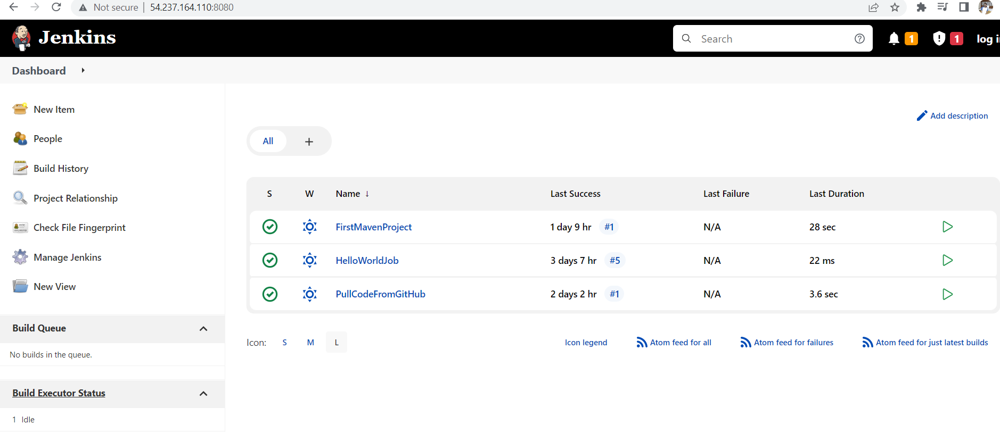 Not secure | 54.237.164.110:8080
Jenkins
Search
1
1
log i
Dashboard
New Item
People
Build History
Project Relationship
Check File Fingerprint
Manage Jenkins
New View
Build Queue
No builds in the queue.
Build Executor Status
1 Idle
Add description
All +
S W Name ↓ Last Success Last Failure Last Duration
FirstMavenProject 1 day 9 hr #1 N/A 28 sec
HelloWorldJob 3 days 7 hr #5 N/A 22 ms
PullCodeFromGitHub 2 days 2 hr #1 N/A 3.6 sec
Icon: S M L
Icon legend Atom feed for all Atom feed for failures Atom feed for just latest builds